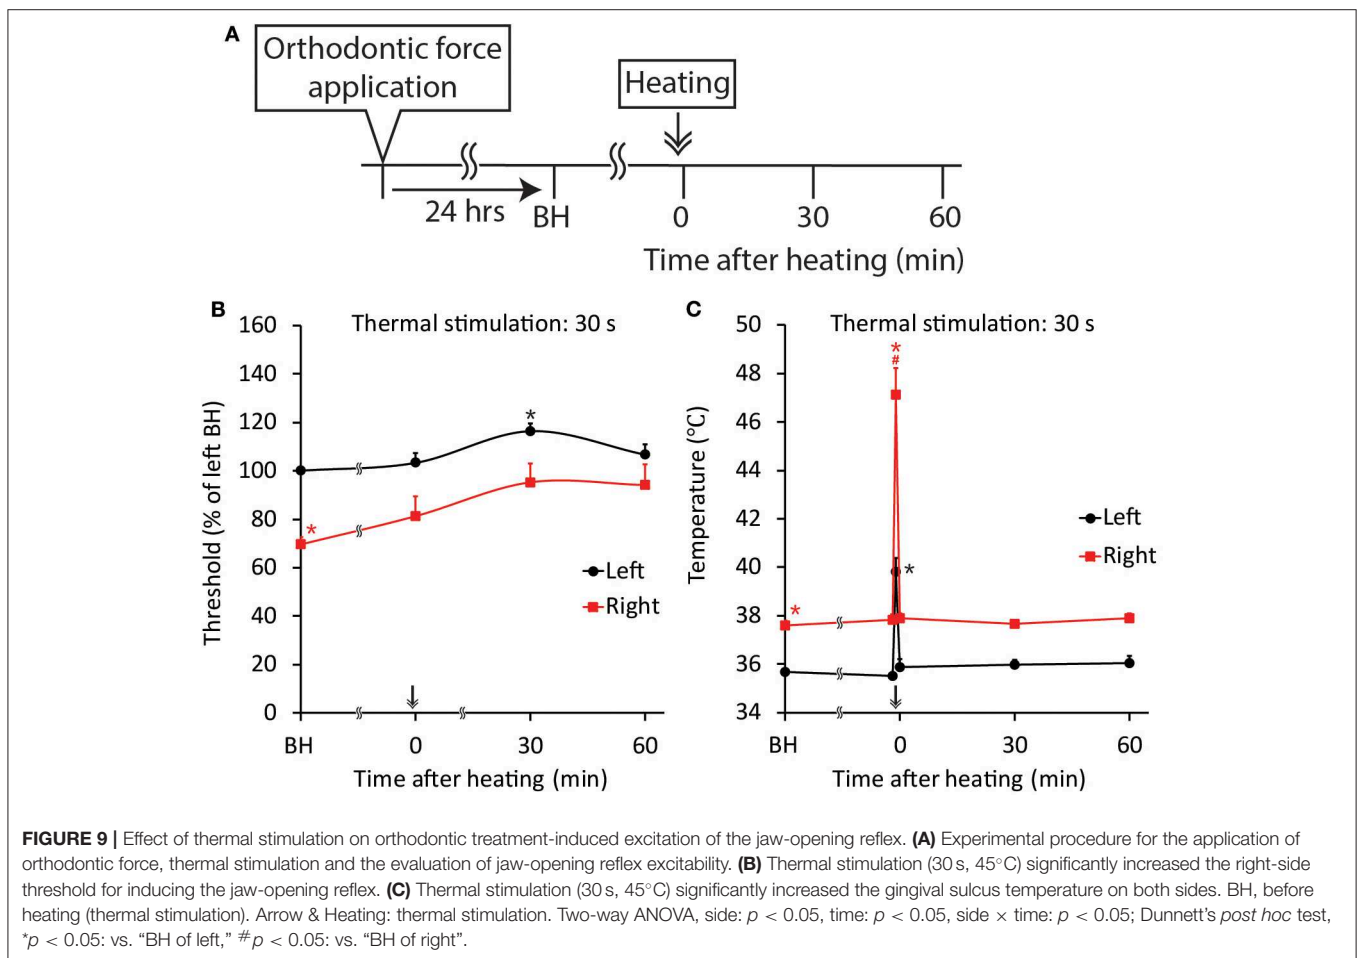 A
Orthodontic force
application
Heating
24 hrs
BH
0
30
60
Time after heating (min)
B
Thermal stimulation: 30 s
160
140
120
100
80
60
40
20
0
Threshold (% of left BH)
*
*
Left
Right
BH
0
30
60
Time after heating (min)
C
Thermal stimulation: 30 s
50
48
46
44
42
40
38
36
34
Temperature (°C)
*
#
*
*
Left
Right
BH
0
30
60
Time after heating (min)
FIGURE 9 | Effect of thermal stimulation on orthodontic treatment-induced excitation of the jaw-opening reflex. (A) Experimental procedure for the application of
orthodontic force, thermal stimulation and the evaluation of jaw-opening reflex excitability. (B) Thermal stimulation (30 s, 45°C) significantly increased the right-side
threshold for inducing the jaw-opening reflex. (C) Thermal stimulation (30 s, 45°C) significantly increased the gingival sulcus temperature on both sides. BH, before
heating (thermal stimulation). Arrow & Heating: thermal stimulation. Two-way ANOVA, side: p < 0.05, time: p < 0.05, side × time: p < 0.05; Dunnett's post hoc test,
*p < 0.05: vs. "BH of left," #p < 0.05: vs. "BH of right".